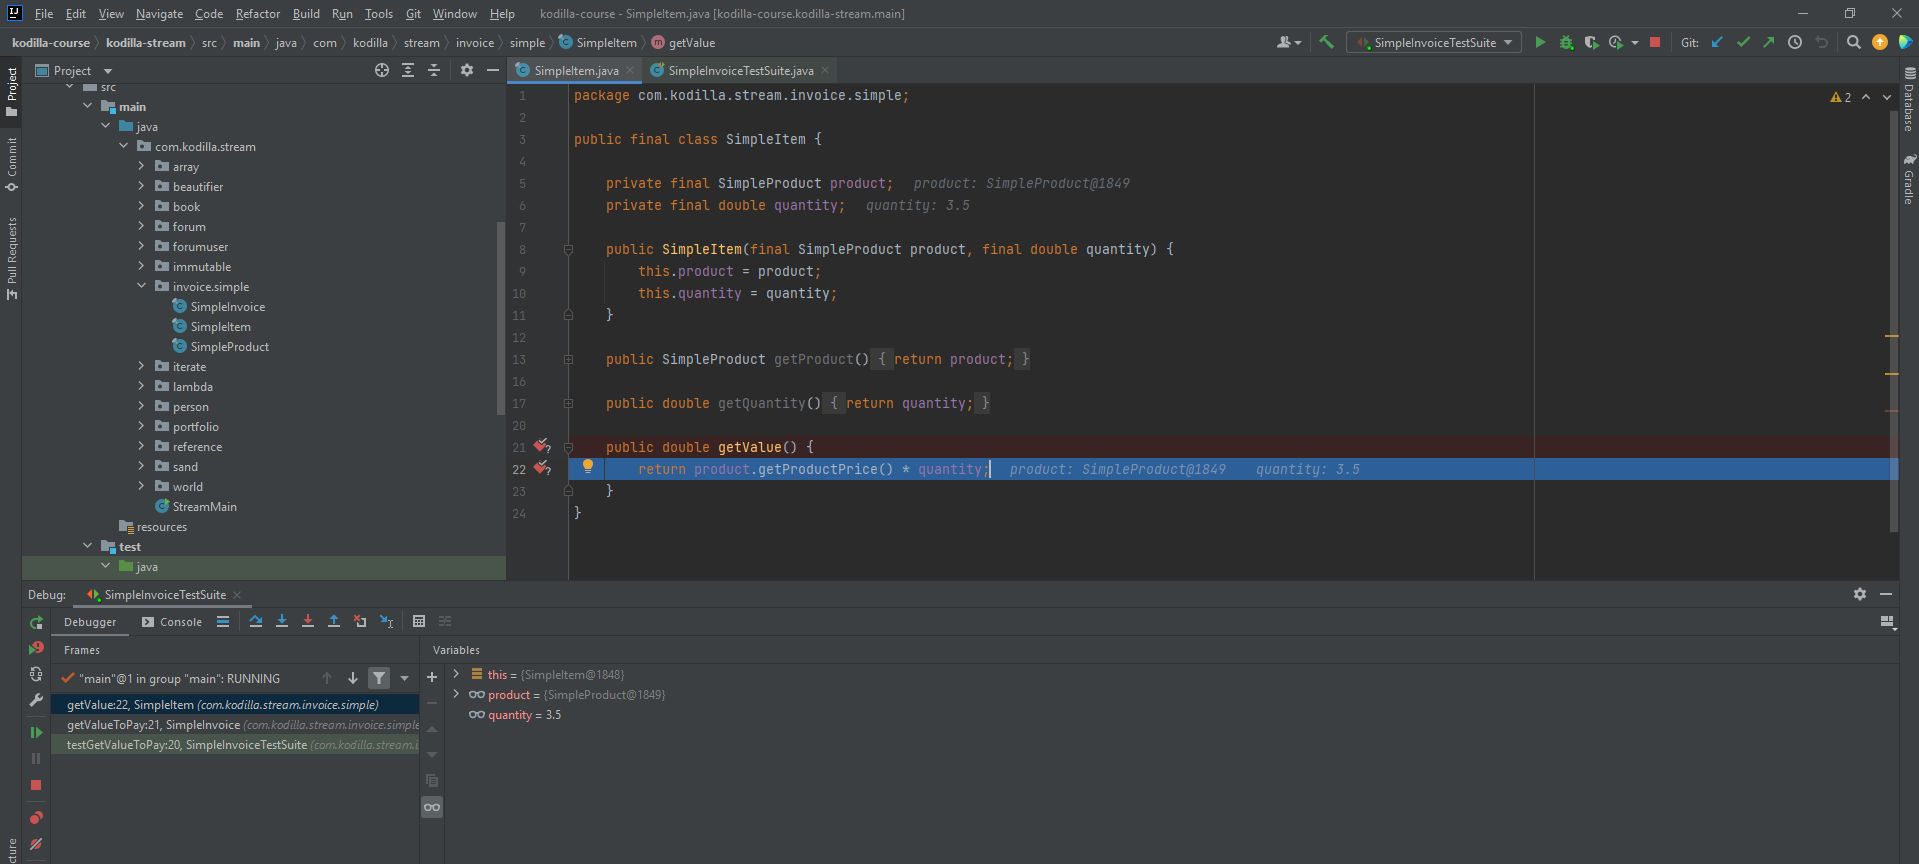 File Edit View Navigate Code Refactor Build Run Tools Git Window Help kodilla-course - SimpleItem.java [kodilla-course.kodilla-stream.main]
kodilla-course kodilla-stream src main java com kodilla stream invoice simple SimpleItem getValue SimpleInvoiceTestSuite Git:
Project
Commit
Pull Requests
Project
src
main
java
com.kodilla.stream
array
beautifier
book
forum
forumuser
immutable
invoice.simple
SimpleInvoice
SimpleItem
SimpleProduct
iterate
lambda
person
portfolio
reference
sand
world
StreamMain
resources
test
java
SimpleItem.java SimpleInvoiceTestSuite.java
2
1 package com.kodilla.stream.invoice.simple;
2
3 public final class SimpleItem {
4
5 private final SimpleProduct product; product: SimpleProduct@1849
6 private final double quantity; quantity: 3.5
7
8 public SimpleItem(final SimpleProduct product, final double quantity) {
9 this.product = product;
10 this.quantity = quantity;
11 }
12
13 public SimpleProduct getProduct() { return product; }
16
17 public double getQuantity() { return quantity; }
20
21 public double getValue() {
22 return product.getProductPrice() * quantity; product: SimpleProduct@1849 quantity: 3.5
23 }
24 }
Database
Gradle
Debug: SimpleInvoiceTestSuite
Debugger Console
Frames
"main"@1 in group "main": RUNNING
getValue:22, SimpleItem (com.kodilla.stream.invoice.simple)
getValueToPay:21, SimpleInvoice (com.kodilla.stream.invoice.simple
testGetValueToPay:20, SimpleInvoiceTestSuite (com.kodilla.stream.i
Variables
this = {SimpleItem@1848}
product = {SimpleProduct@1849}
quantity = 3.5
cture